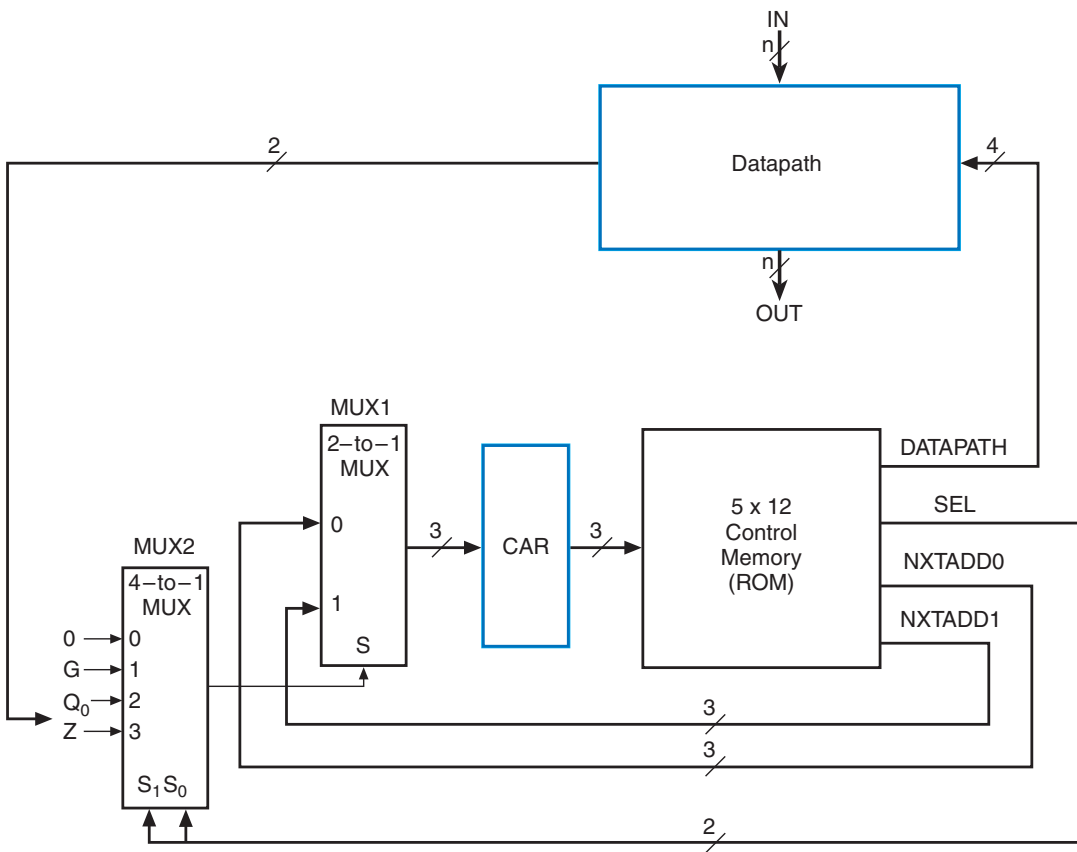 IN
n
2
Datapath
4
n
OUT
MUX1
2–to–1
MUX
0
1
S
3
CAR
3
5 x 12
Control
Memory
(ROM)
DATAPATH
SEL
NXTADD0
NXTADD1
MUX2
4–to–1
MUX
0 0
G 1
Q0 2
Z 3
S1S0
3
3
2